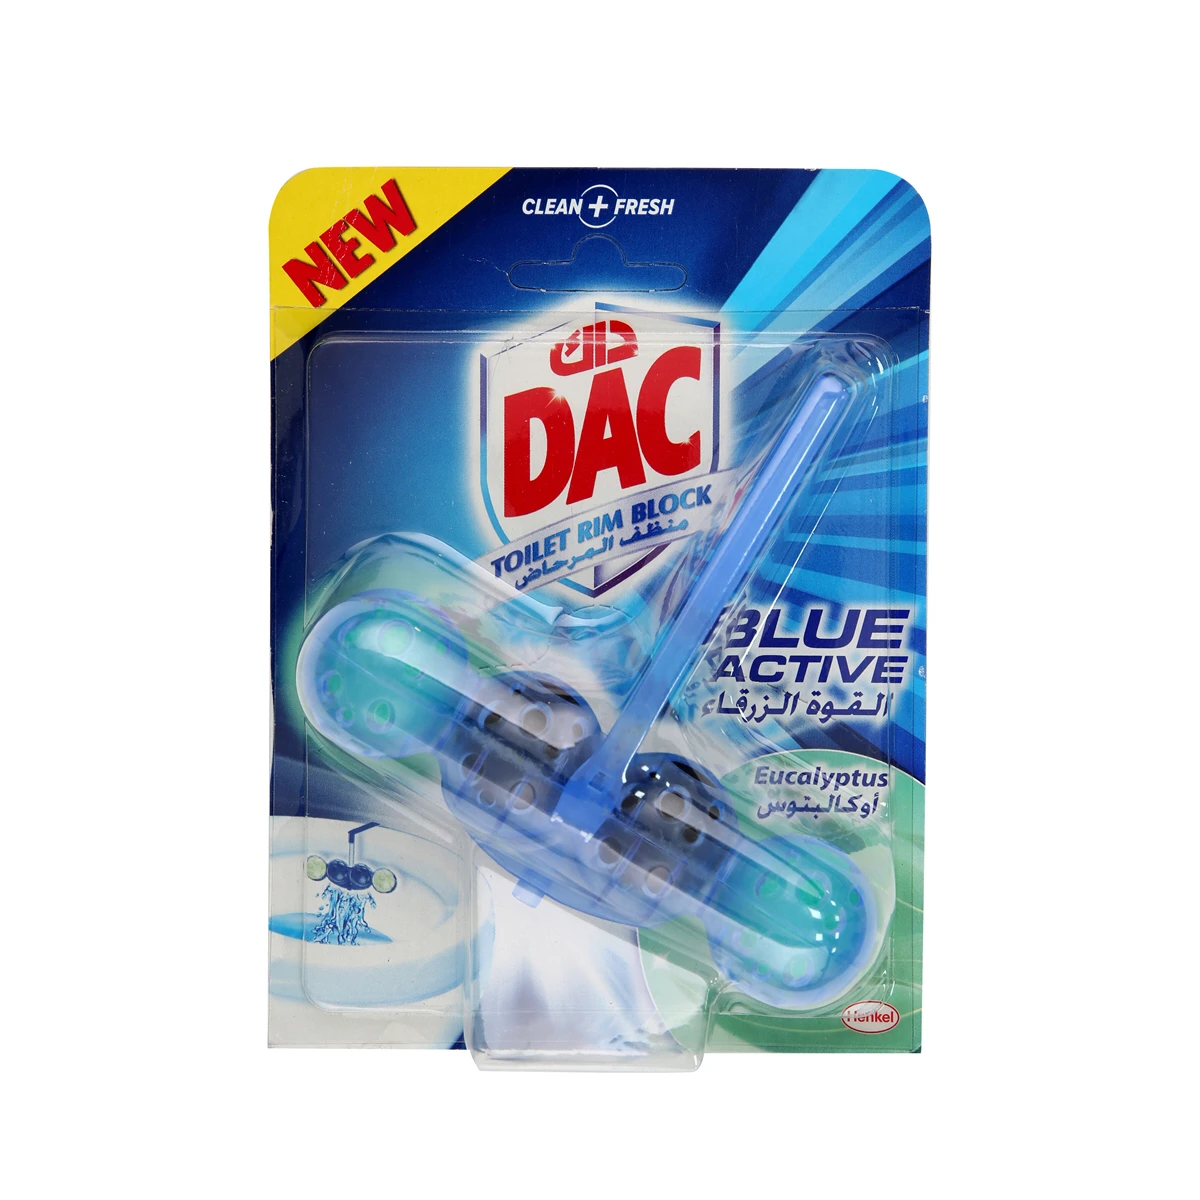 NEW
CLEAN + FRESH
داك
DAC
TOILET RIM BLOCK
منظف المرحاض
BLUE
ACTIVE
القوة الزرقاء
Eucalyptus
أوكالبتوس
Henkel